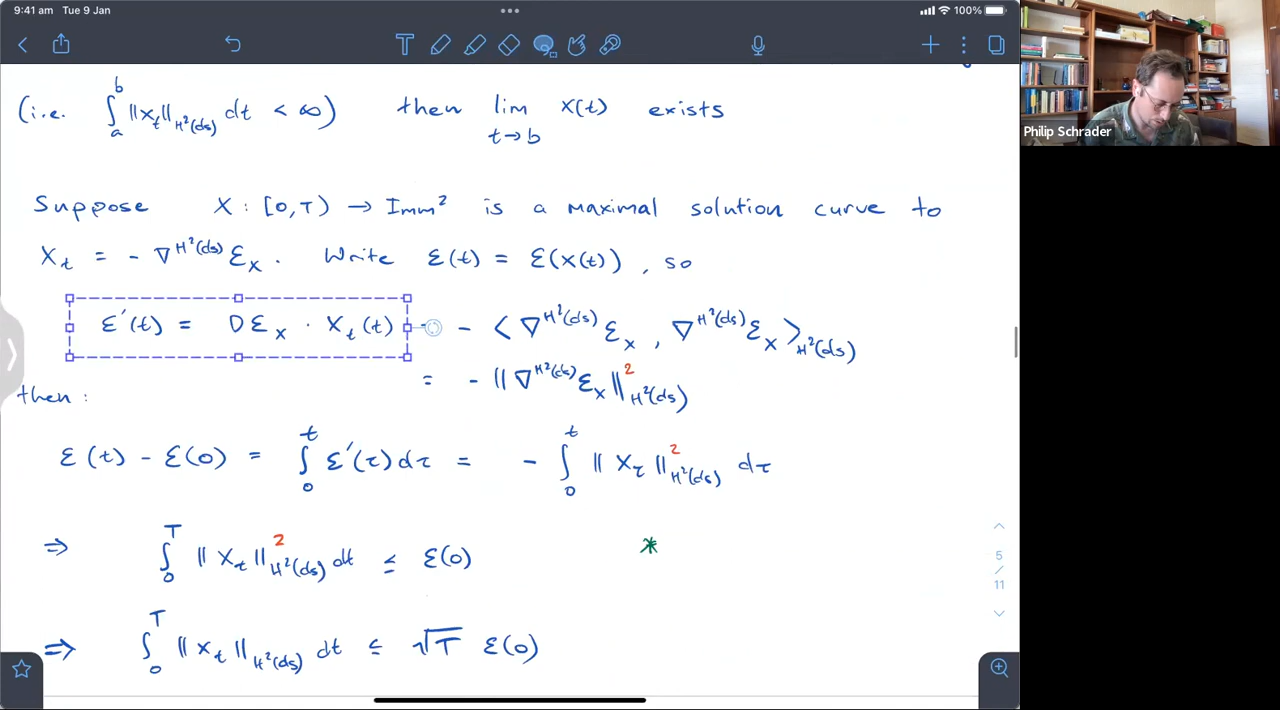 9:41 am Tue 9 Jan
100%
Philip Schrader
(i.e. ∫_a^b ||X_t||_{H²(ds)} dt < ∞) then lim_{t→b} X(t) exists
Suppose X : [0,T) → Imm² is a maximal solution curve to
X_t = - ∇^{H²(ds)} ℰ_X . Write ℰ(t) = ℰ(X(t)) , so
ℰ'(t) = Dℰ_X · X_t(t) - < ∇^{H²(ds)} ℰ_X , ∇^{H²(ds)} ℰ_X >_{H²(ds)}
= - || ∇^{H²(ds)} ℰ_X ||²_{H²(ds)}
then :
ℰ(t) - ℰ(0) = ∫_0^t ℰ'(τ) dτ = - ∫_0^t || X_τ ||²_{H²(ds)} dτ
⇒ ∫_0^T || X_t ||²_{H²(ds)} dt ≤ ℰ(0) *
⇒ ∫_0^T || X_t ||_{H²(ds)} dt ≤ √T ℰ(0)
5
/
11